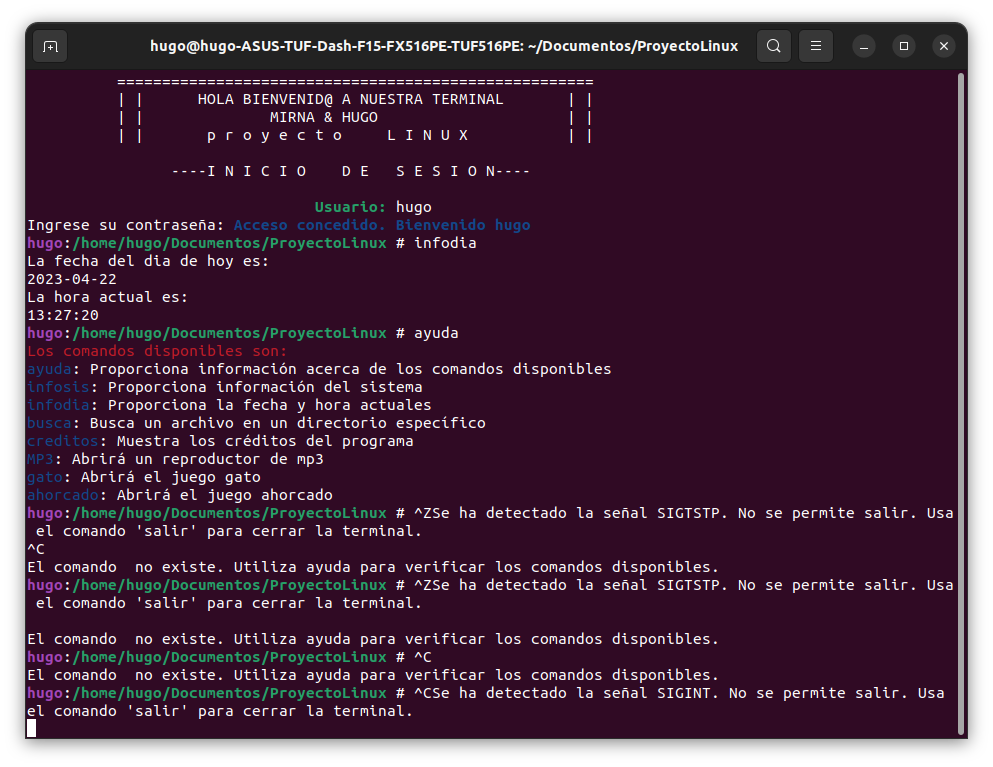 hugo@hugo-ASUS-TUF-Dash-F15-FX516PE-TUF516PE: ~/Documentos/ProyectoLinux
=====================================================
| | HOLA BIENVENID@ A NUESTRA TERMINAL | |
| | MIRNA & HUGO | |
| | p r o y e c t o L I N U X | |
----I N I C I O D E S E S I O N----
Usuario: hugo
Ingrese su contraseña: Acceso concedido. Bienvenido hugo
hugo:/home/hugo/Documentos/ProyectoLinux # infodia
La fecha del dia de hoy es:
2023-04-22
La hora actual es:
13:27:20
hugo:/home/hugo/Documentos/ProyectoLinux # ayuda
Los comandos disponibles son:
ayuda: Proporciona información acerca de los comandos disponibles
infosis: Proporciona información del sistema
infodia: Proporciona la fecha y hora actuales
busca: Busca un archivo en un directorio específico
creditos: Muestra los créditos del programa
MP3: Abrirá un reproductor de mp3
gato: Abrirá el juego gato
ahorcado: Abrirá el juego ahorcado
hugo:/home/hugo/Documentos/ProyectoLinux # ^ZSe ha detectado la señal SIGTSTP. No se permite salir. Usa
el comando 'salir' para cerrar la terminal.
^C
El comando  no existe. Utiliza ayuda para verificar los comandos disponibles.
hugo:/home/hugo/Documentos/ProyectoLinux # ^ZSe ha detectado la señal SIGTSTP. No se permite salir. Usa
el comando 'salir' para cerrar la terminal.
El comando  no existe. Utiliza ayuda para verificar los comandos disponibles.
hugo:/home/hugo/Documentos/ProyectoLinux # ^C
El comando  no existe. Utiliza ayuda para verificar los comandos disponibles.
hugo:/home/hugo/Documentos/ProyectoLinux # ^CSe ha detectado la señal SIGINT. No se permite salir. Usa
el comando 'salir' para cerrar la terminal.